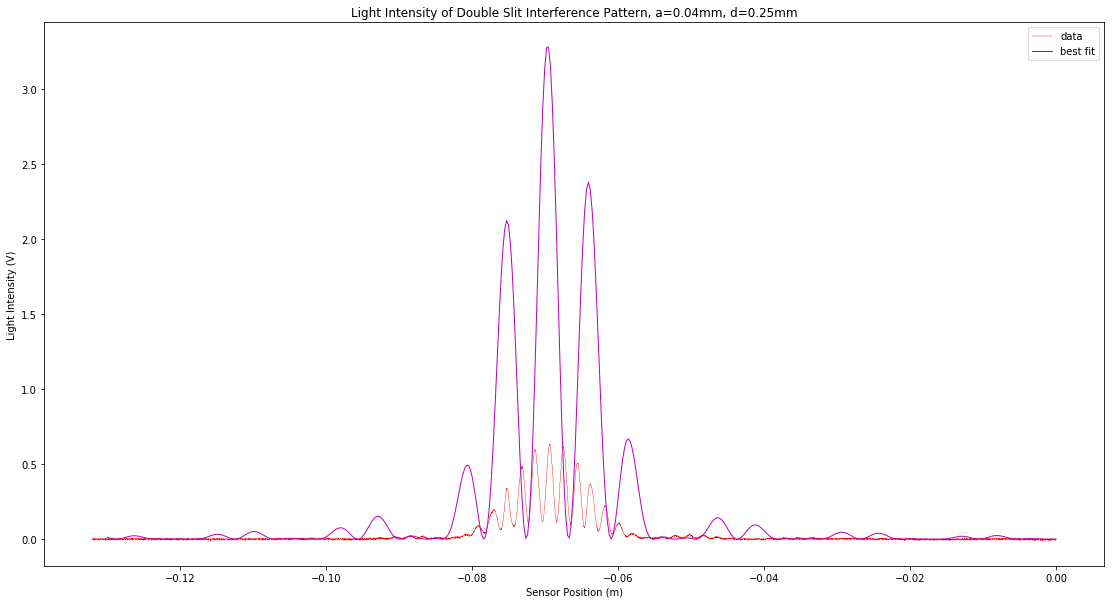 Light Intensity of Double Slit Interference Pattern, a=0.04mm, d=0.25mm
data
best fit
3.0
2.5
2.0
1.5
1.0
0.5
0.0
Light Intensity (V)
−0.12
−0.10
−0.08
−0.06
−0.04
−0.02
0.00
Sensor Position (m)